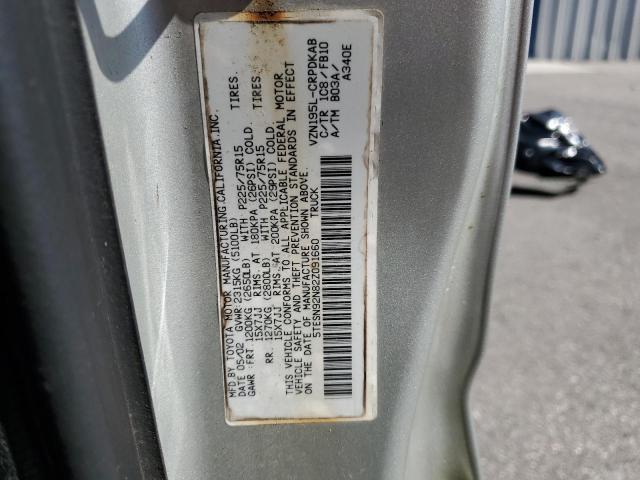 MFD BY TOYOTA MOTOR MANUFACTURING CALIFORNIA,INC.
DATE 05/02 GVWR 2315KG (5100LB)
GAWR FRT 1200KG (2650LB) WITH P225/75R15 TIRES.
15X7JJ RIMS. AT 180KPA (26PSI) COLD.
RR. 1270KG (2800LB) WITH P225/75R15 TIRES.
15X7JJ RIMS. AT 200KPA (29PSI) COLD.
THIS VEHICLE CONFORMS TO ALL APPLICABLE FEDERAL MOTOR
VEHICLE SAFETY AND THEFT PREVENTION STANDARDS IN EFFECT
ON THE DATE OF MANUFACTURE SHOWN ABOVE.
5TESN92N82Z091660 TRUCK
VZN195L-CRPDKAB
C/TR 1C8/FB10
A/TM B03A/
A340E